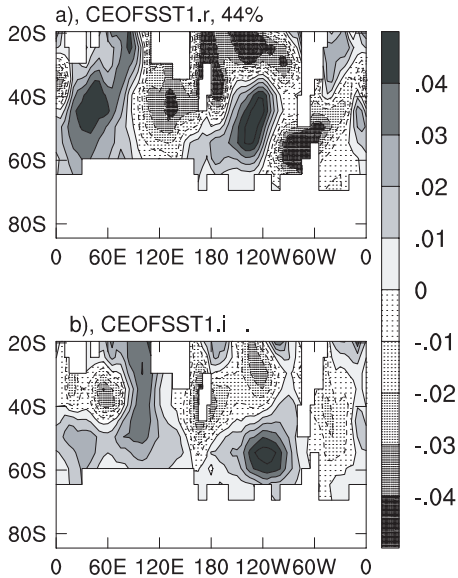 a), CEOFSST1.r, 44%
20S
40S
60S
80S
0 60E 120E 180 120W 60W 0
b), CEOFSST1.i .
20S
40S
60S
80S
0 60E 120E 180 120W 60W 0
.04
.03
.02
.01
0
-.01
-.02
-.03
-.04